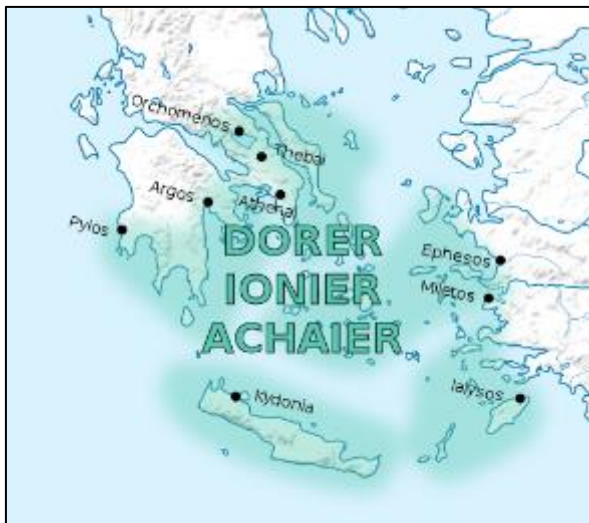 Orchomenos
Thebai
Argos
Athenai
Pylos
DORER
IONIER
ACHAIER
Ephesos
Miletos
Kydonia
Ialysos